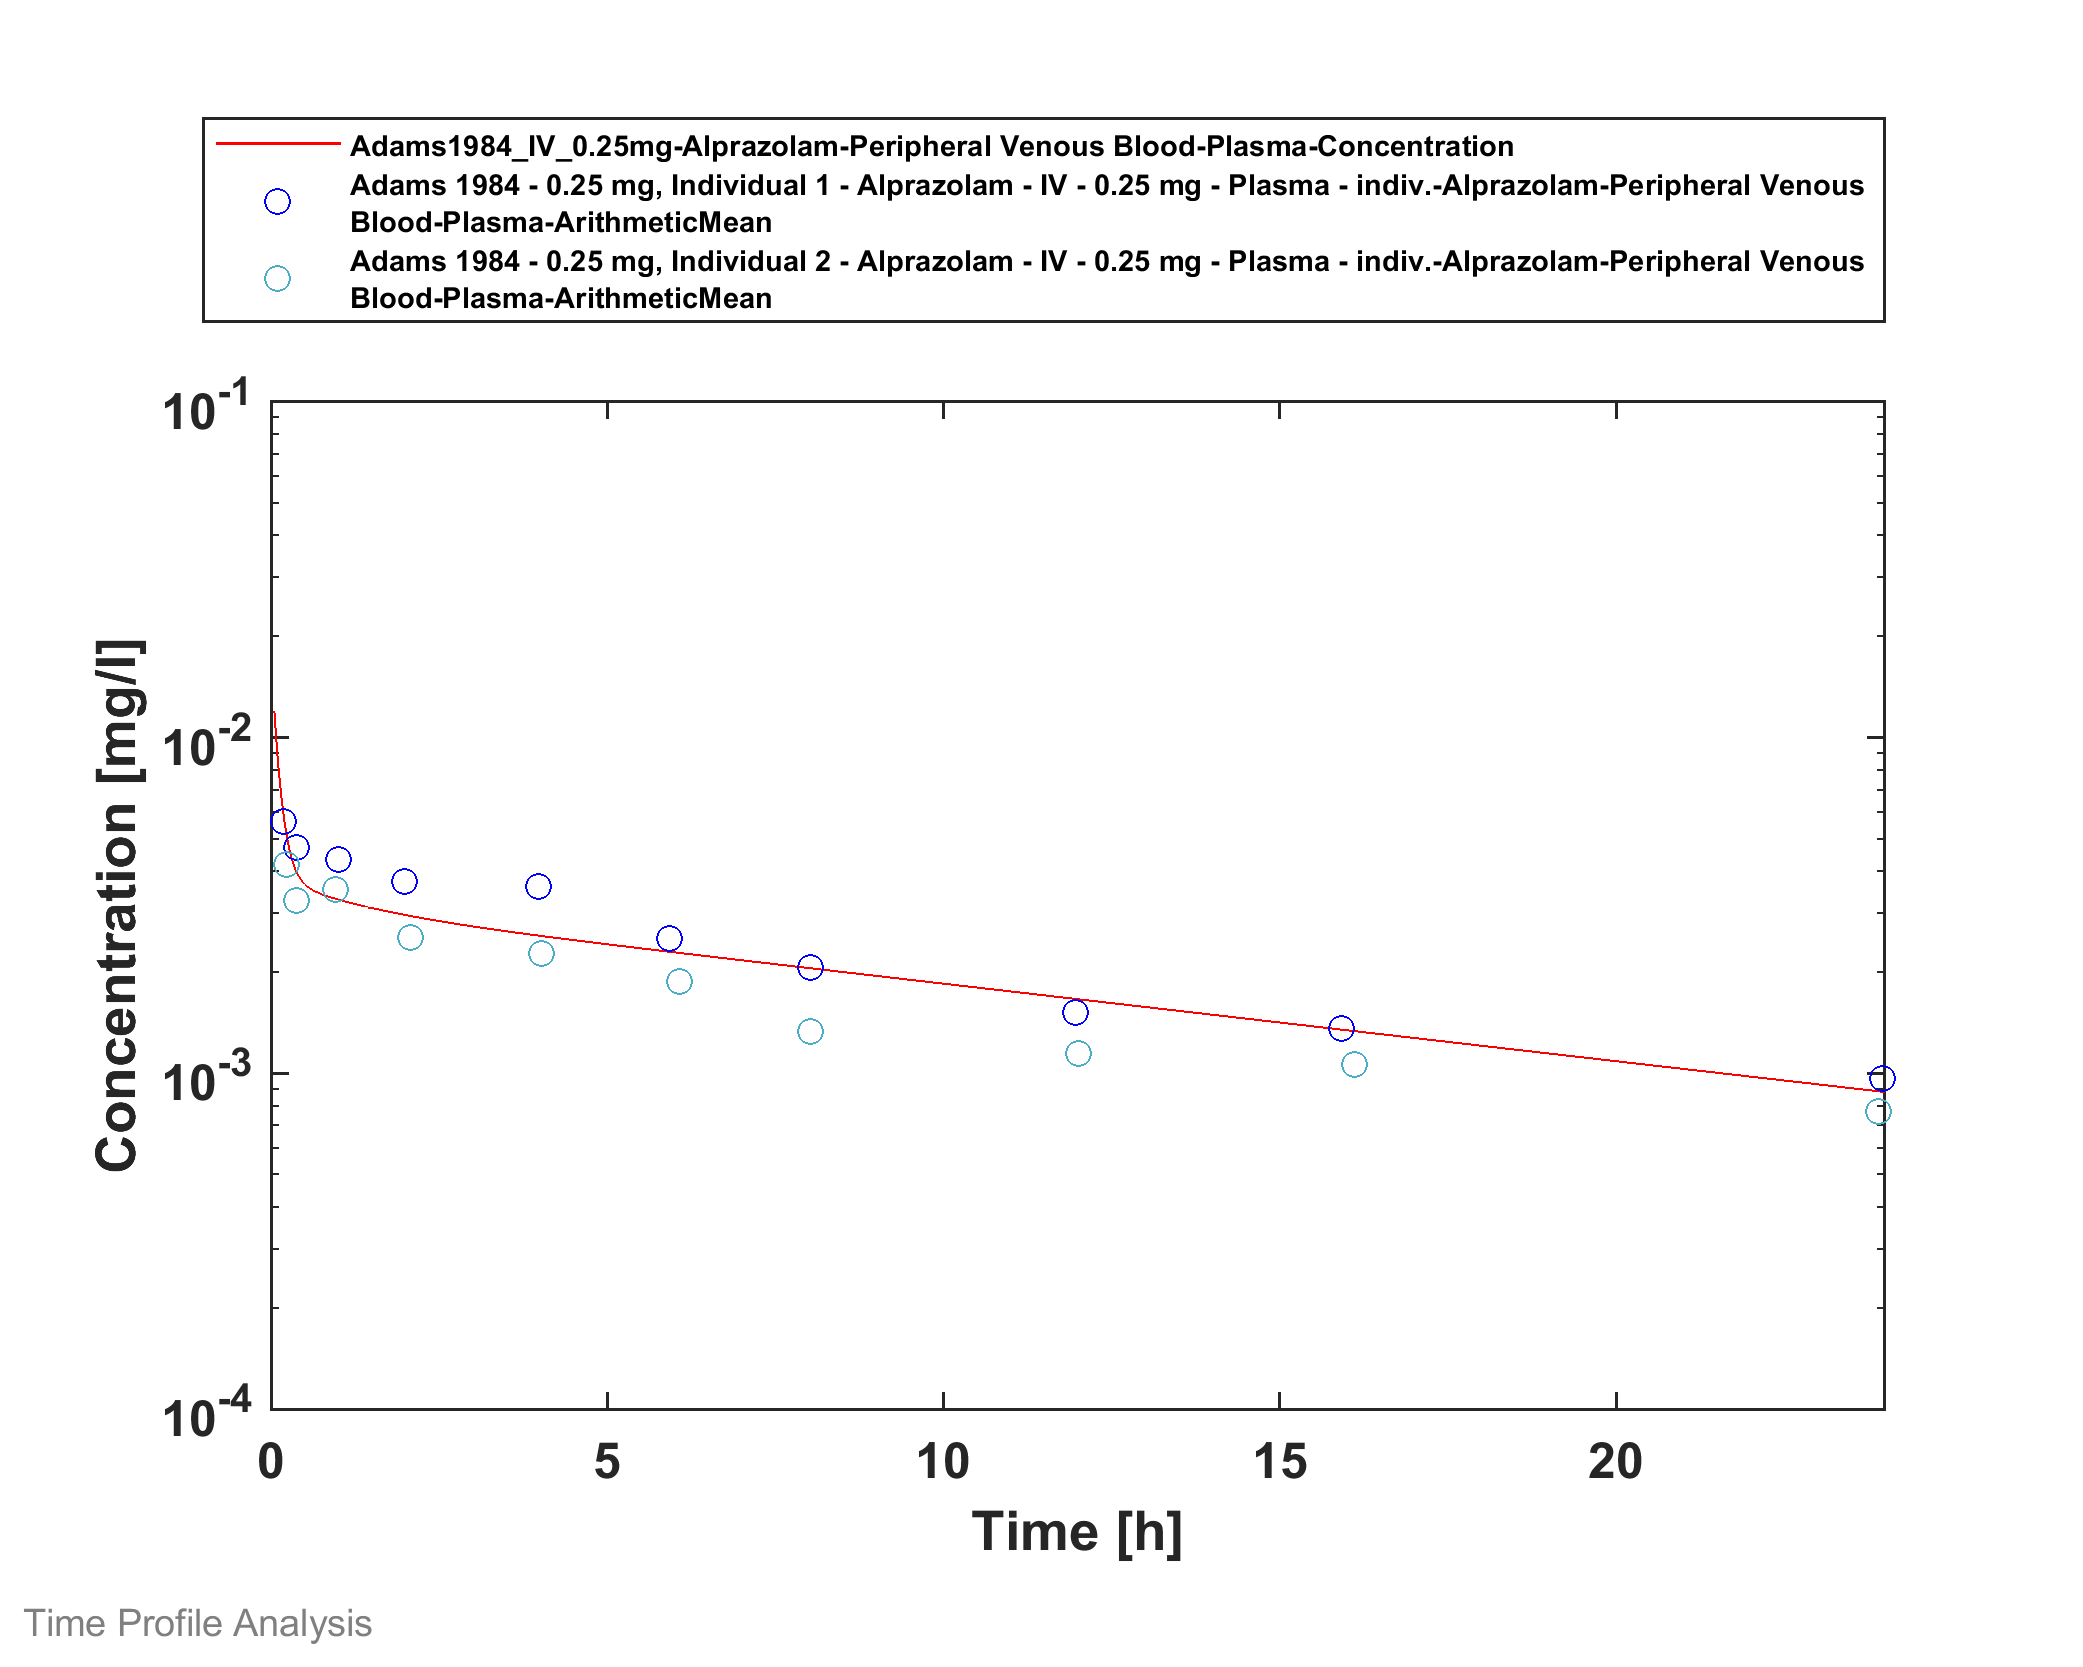 Adams1984_IV_0.25mg-Alprazolam-Peripheral Venous Blood-Plasma-Concentration
Adams 1984 - 0.25 mg, Individual 1 - Alprazolam - IV - 0.25 mg - Plasma - indiv.-Alprazolam-Peripheral Venous
Blood-Plasma-ArithmeticMean
Adams 1984 - 0.25 mg, Individual 2 - Alprazolam - IV - 0.25 mg - Plasma - indiv.-Alprazolam-Peripheral Venous
Blood-Plasma-ArithmeticMean
10^-1
10^-2
10^-3
10^-4
Concentration [mg/l]
0 5 10 15 20
Time [h]
Time Profile Analysis